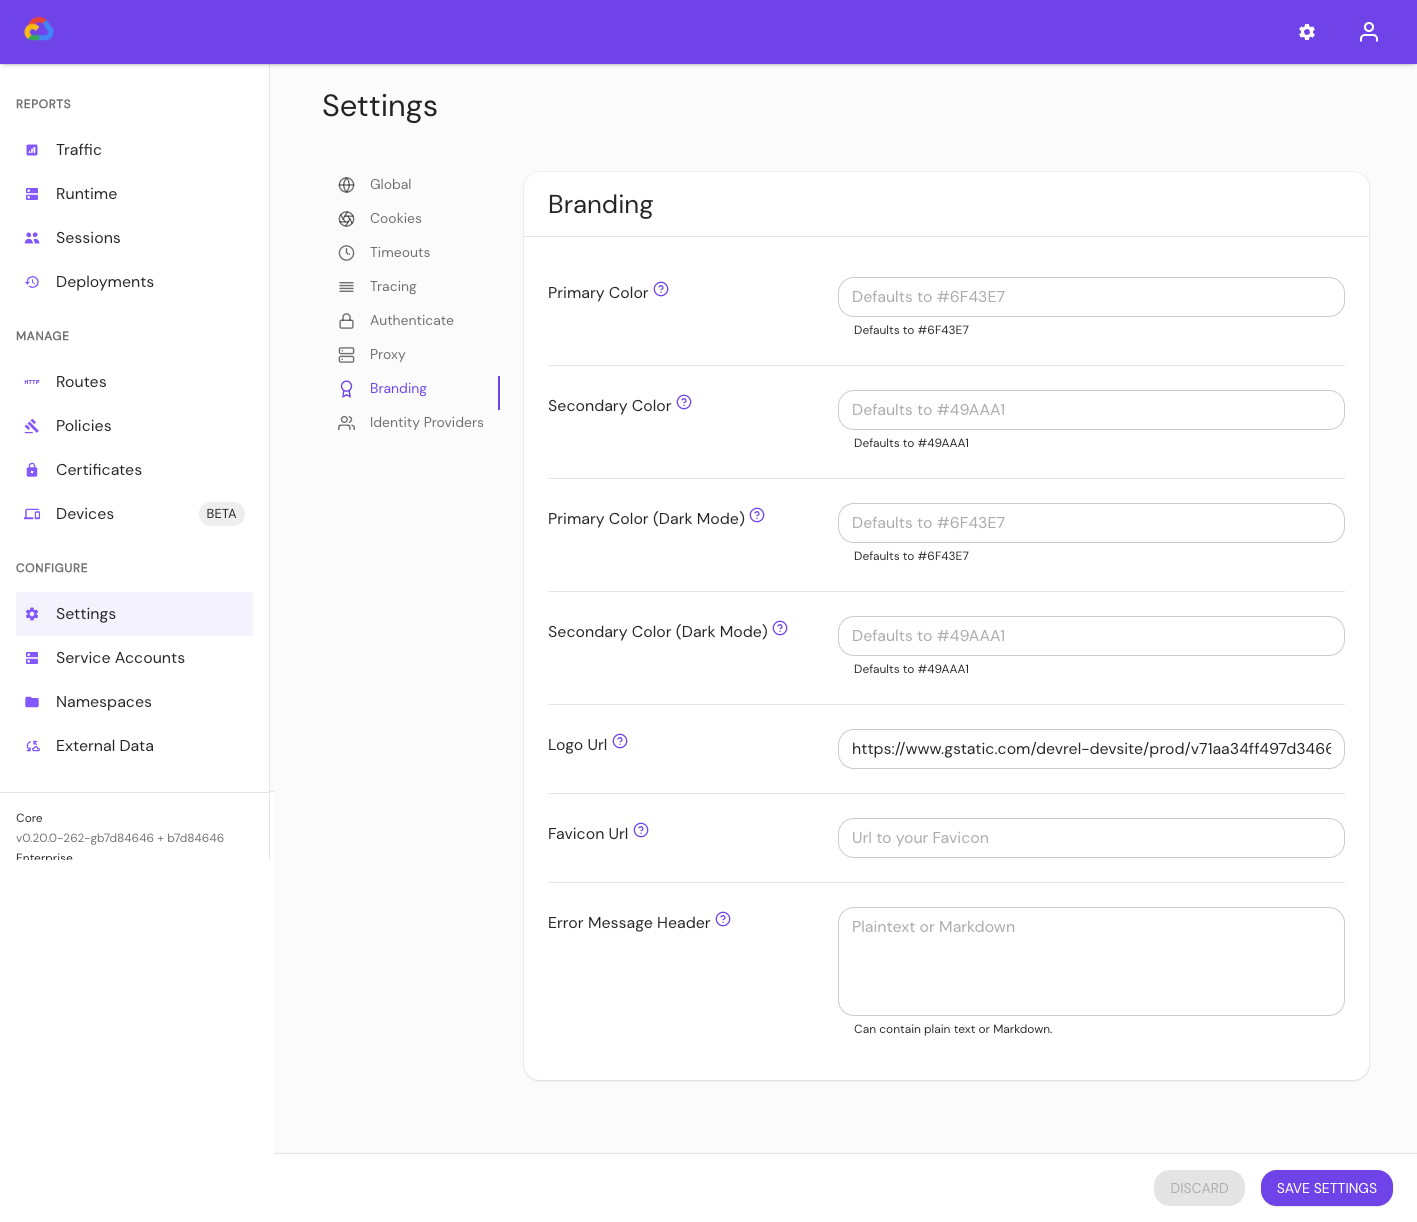 REPORTS
Traffic
Runtime
Sessions
Deployments
MANAGE
HTTP Routes
Policies
Certificates
Devices BETA
CONFIGURE
Settings
Service Accounts
Namespaces
External Data
Core
v0.20.0-262-gb7d84646 + b7d84646
Enterprise
Settings
Global
Cookies
Timeouts
Tracing
Authenticate
Proxy
Branding
Identity Providers
Branding
Primary Color
Defaults to #6F43E7
Defaults to #6F43E7
Secondary Color
Defaults to #49AAA1
Defaults to #49AAA1
Primary Color (Dark Mode)
Defaults to #6F43E7
Defaults to #6F43E7
Secondary Color (Dark Mode)
Defaults to #49AAA1
Defaults to #49AAA1
Logo Url
https://www.gstatic.com/devrel-devsite/prod/v71aa34ff497d3466
Favicon Url
Url to your Favicon
Error Message Header
Plaintext or Markdown
Can contain plain text or Markdown.
DISCARD
SAVE SETTINGS